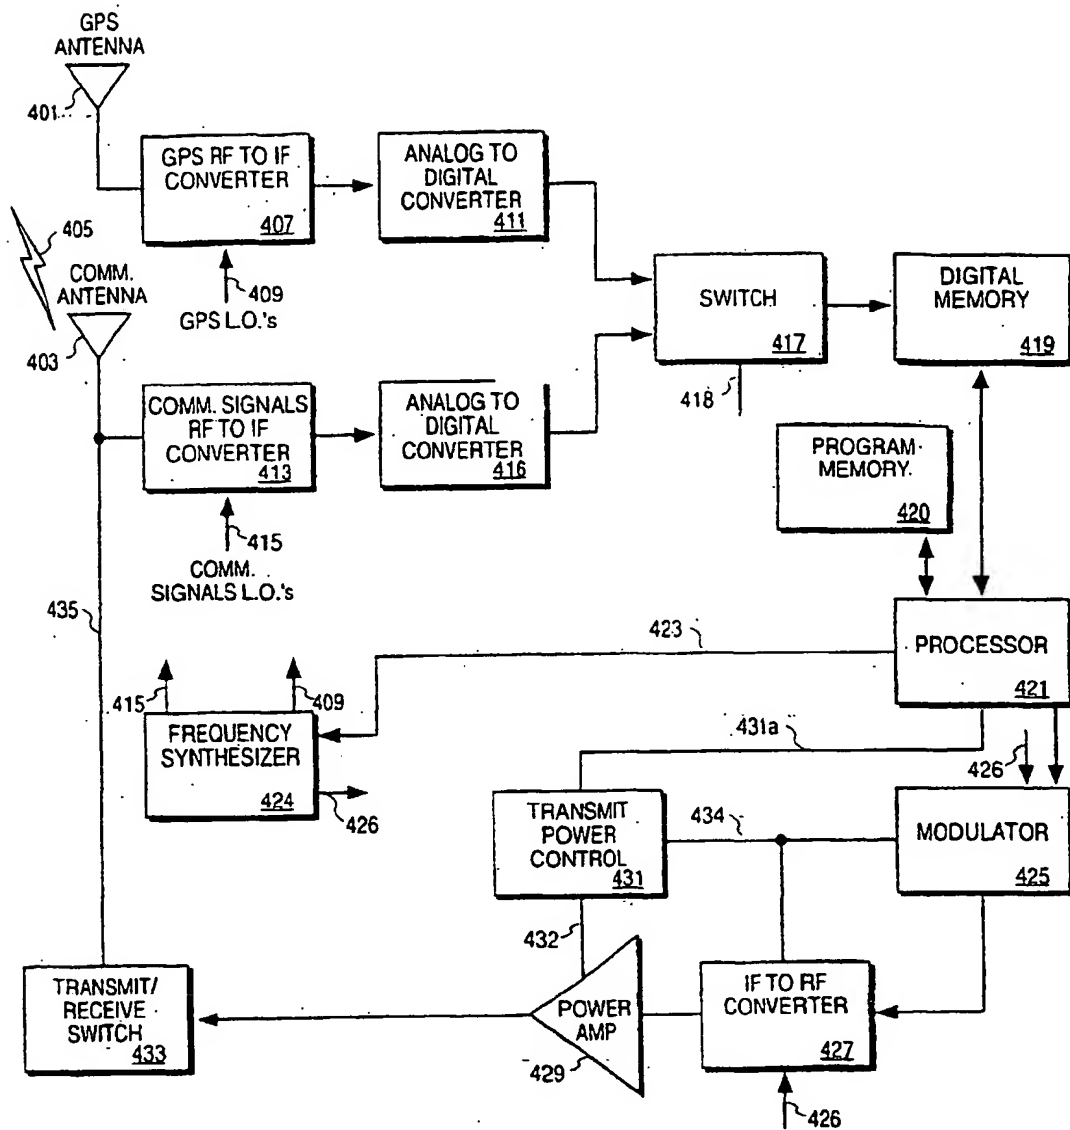 GPS
ANTENNA
401
GPS RF TO IF
CONVERTER
407
ANALOG TO
DIGITAL
CONVERTER
411
405
COMM.
ANTENNA
403
409
GPS L.O.'s
SWITCH
417
418
DIGITAL
MEMORY
419
COMM. SIGNALS
RF TO IF
CONVERTER
413
ANALOG TO
DIGITAL
CONVERTER
416
PROGRAM
MEMORY
420
415
COMM.
SIGNALS L.O.'s
435
423
PROCESSOR
421
415
409
FREQUENCY
SYNTHESIZER
424
426
431a
426
TRANSMIT
POWER
CONTROL
431
434
MODULATOR
425
432
TRANSMIT/
RECEIVE
SWITCH
433
POWER
AMP
429
IF TO RF
CONVERTER
427
426